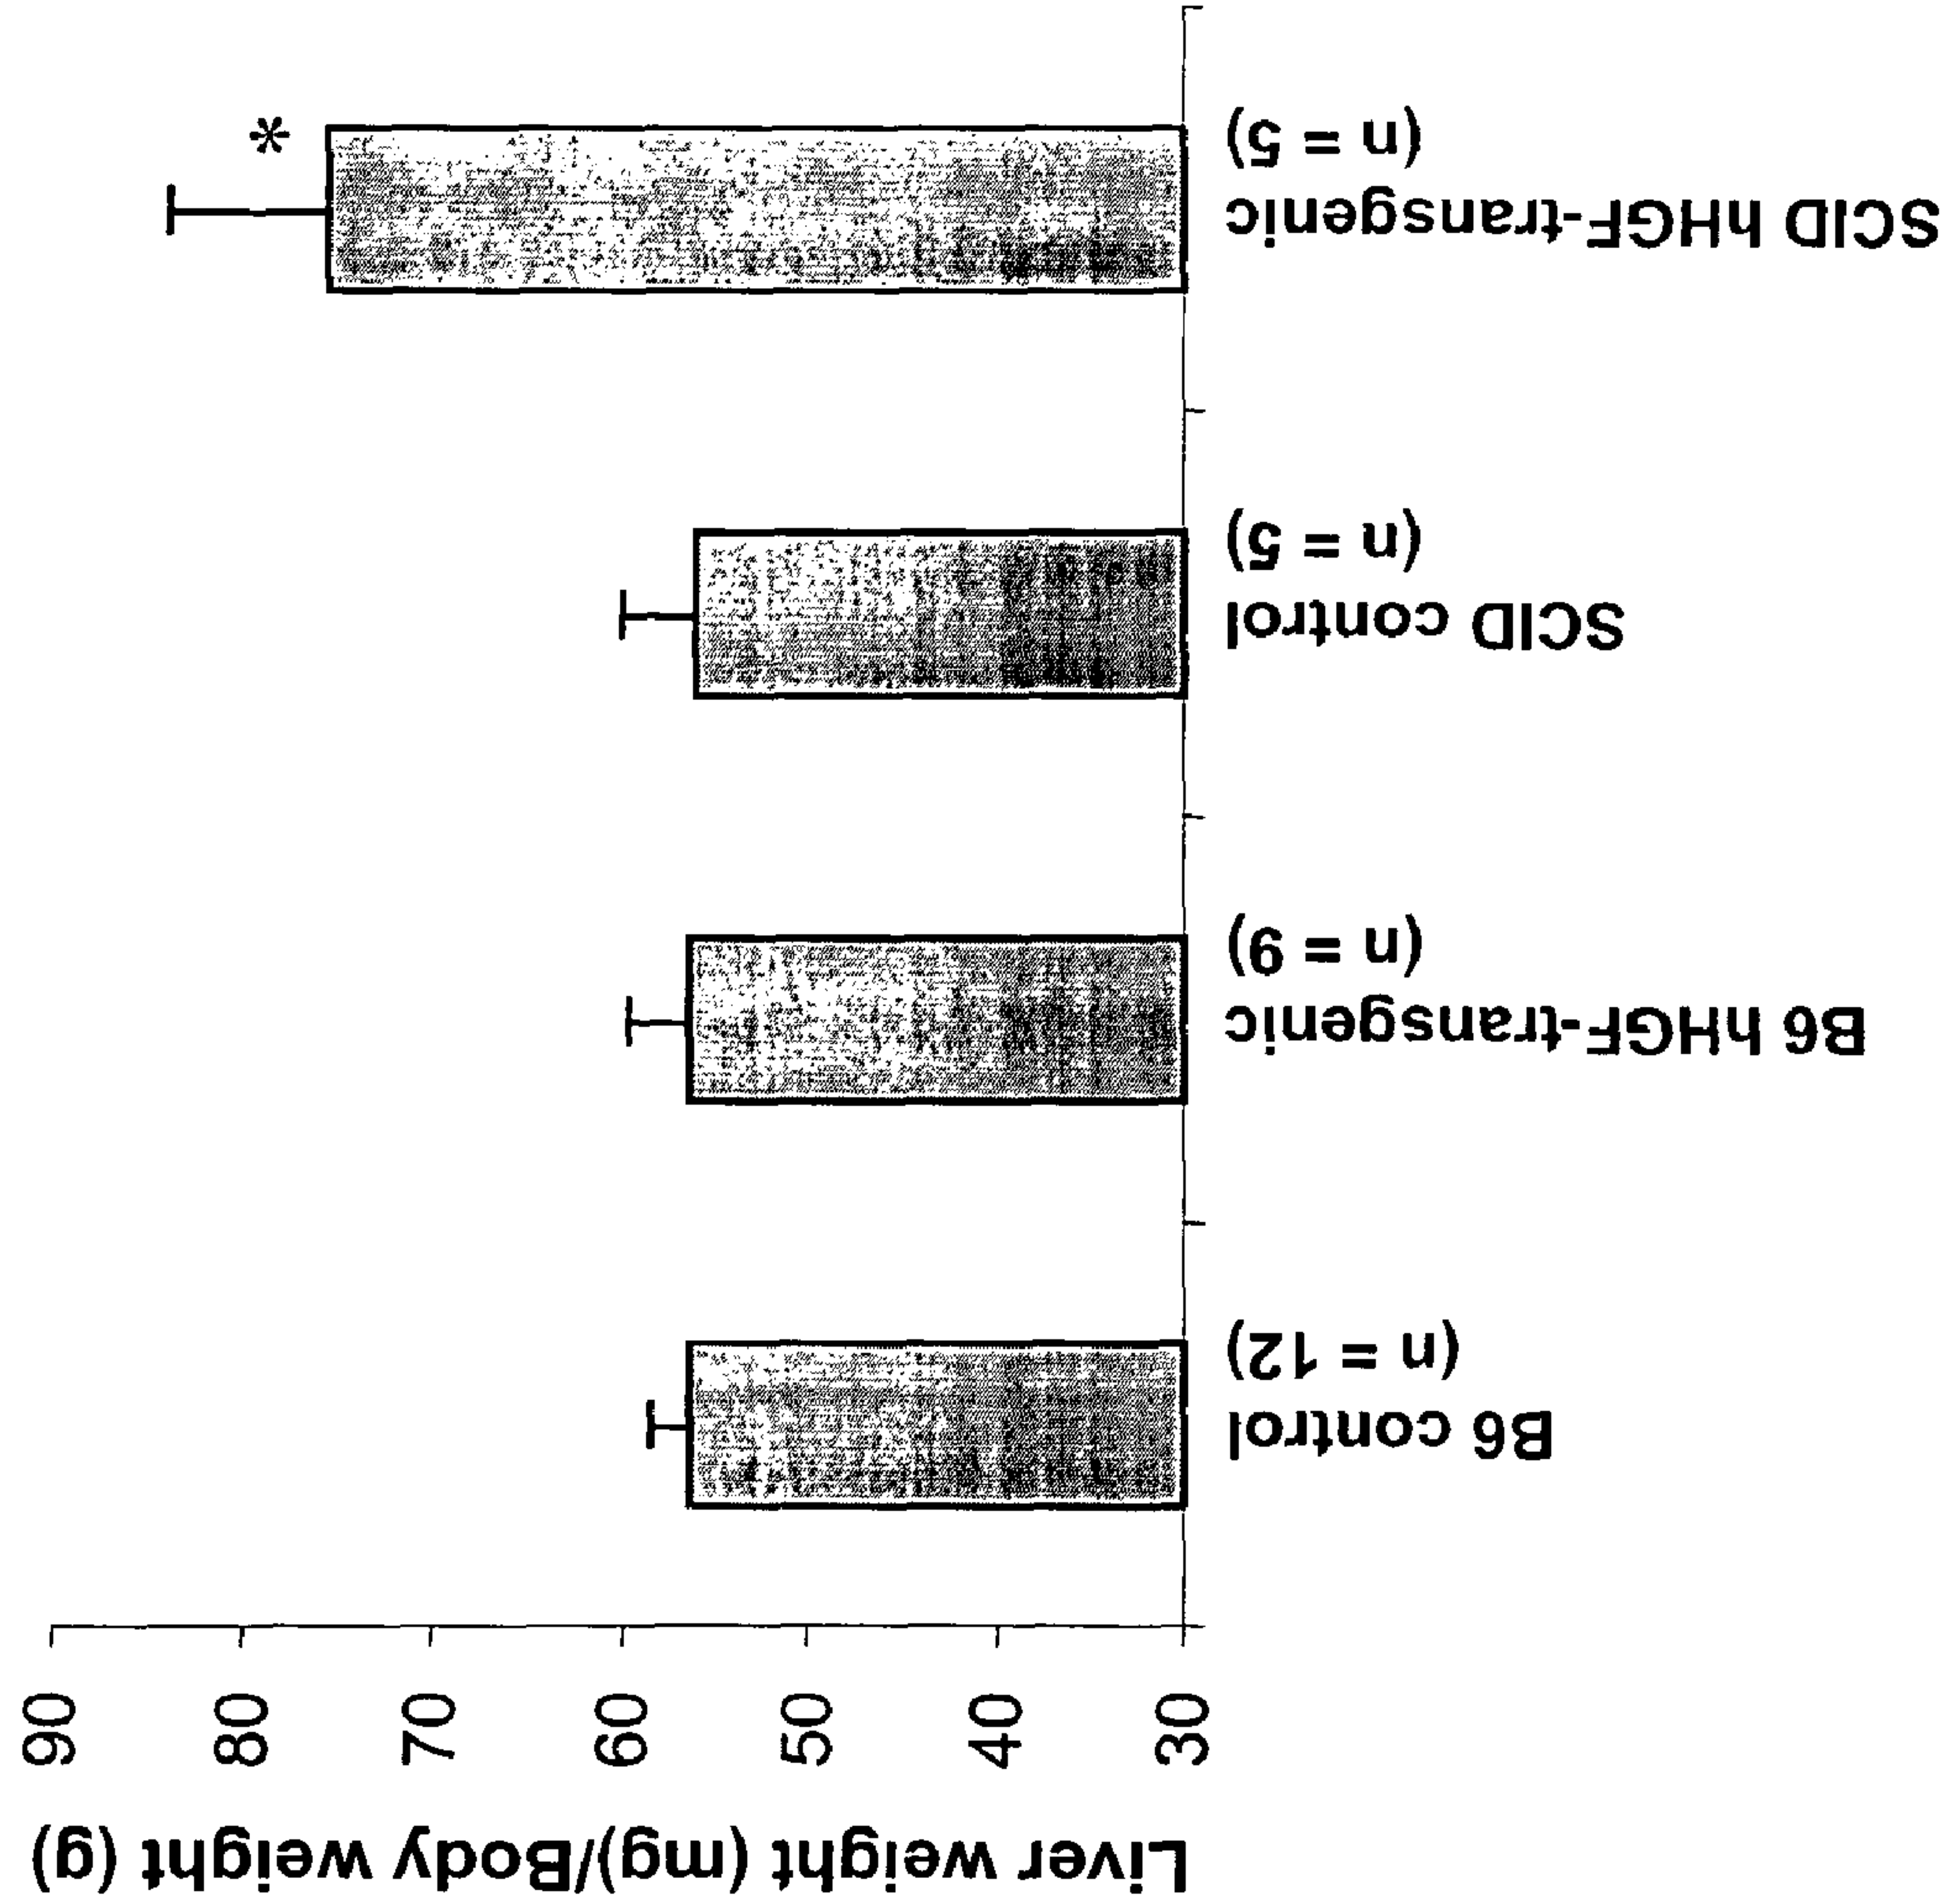 Liver weight (mg)/Body weight (g)
30
40
50
60
70
80
90
B6 control
(n = 12)
B6 hHGF-transgenic
(n = 9)
SCID control
(n = 5)
SCID hHGF-transgenic
(n = 5)
*